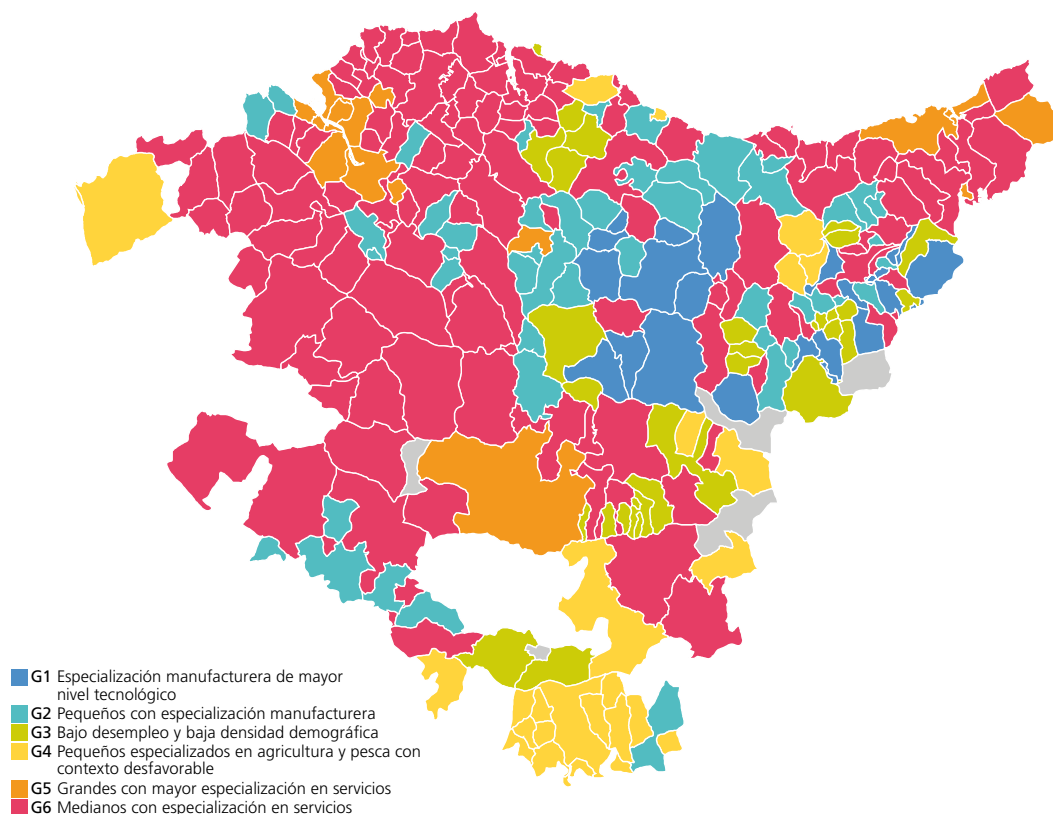 G1 Especialización manufacturera de mayor
nivel tecnológico
G2 Pequeños con especialización manufacturera
G3 Bajo desempleo y baja densidad demográfica
G4 Pequeños especializados en agricultura y pesca con
contexto desfavorable
G5 Grandes con mayor especialización en servicios
G6 Medianos con especialización en servicios